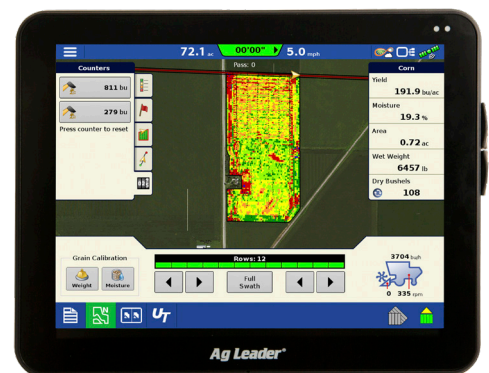 72.1 ac
00'00"
5.0 mph
Pass: 0
Counters
811 bu
279 bu
Press counter to reset
Corn
Yield
191.9 bu/ac
Moisture
19.3 %
Area
0.72 ac
Wet Weight
6457 lb
Dry Bushels
108
Grain Calibration
Weight
Moisture
Rows: 12
Full
Swath
3704 bu/h
0 335 rpm
UT
Ag Leader